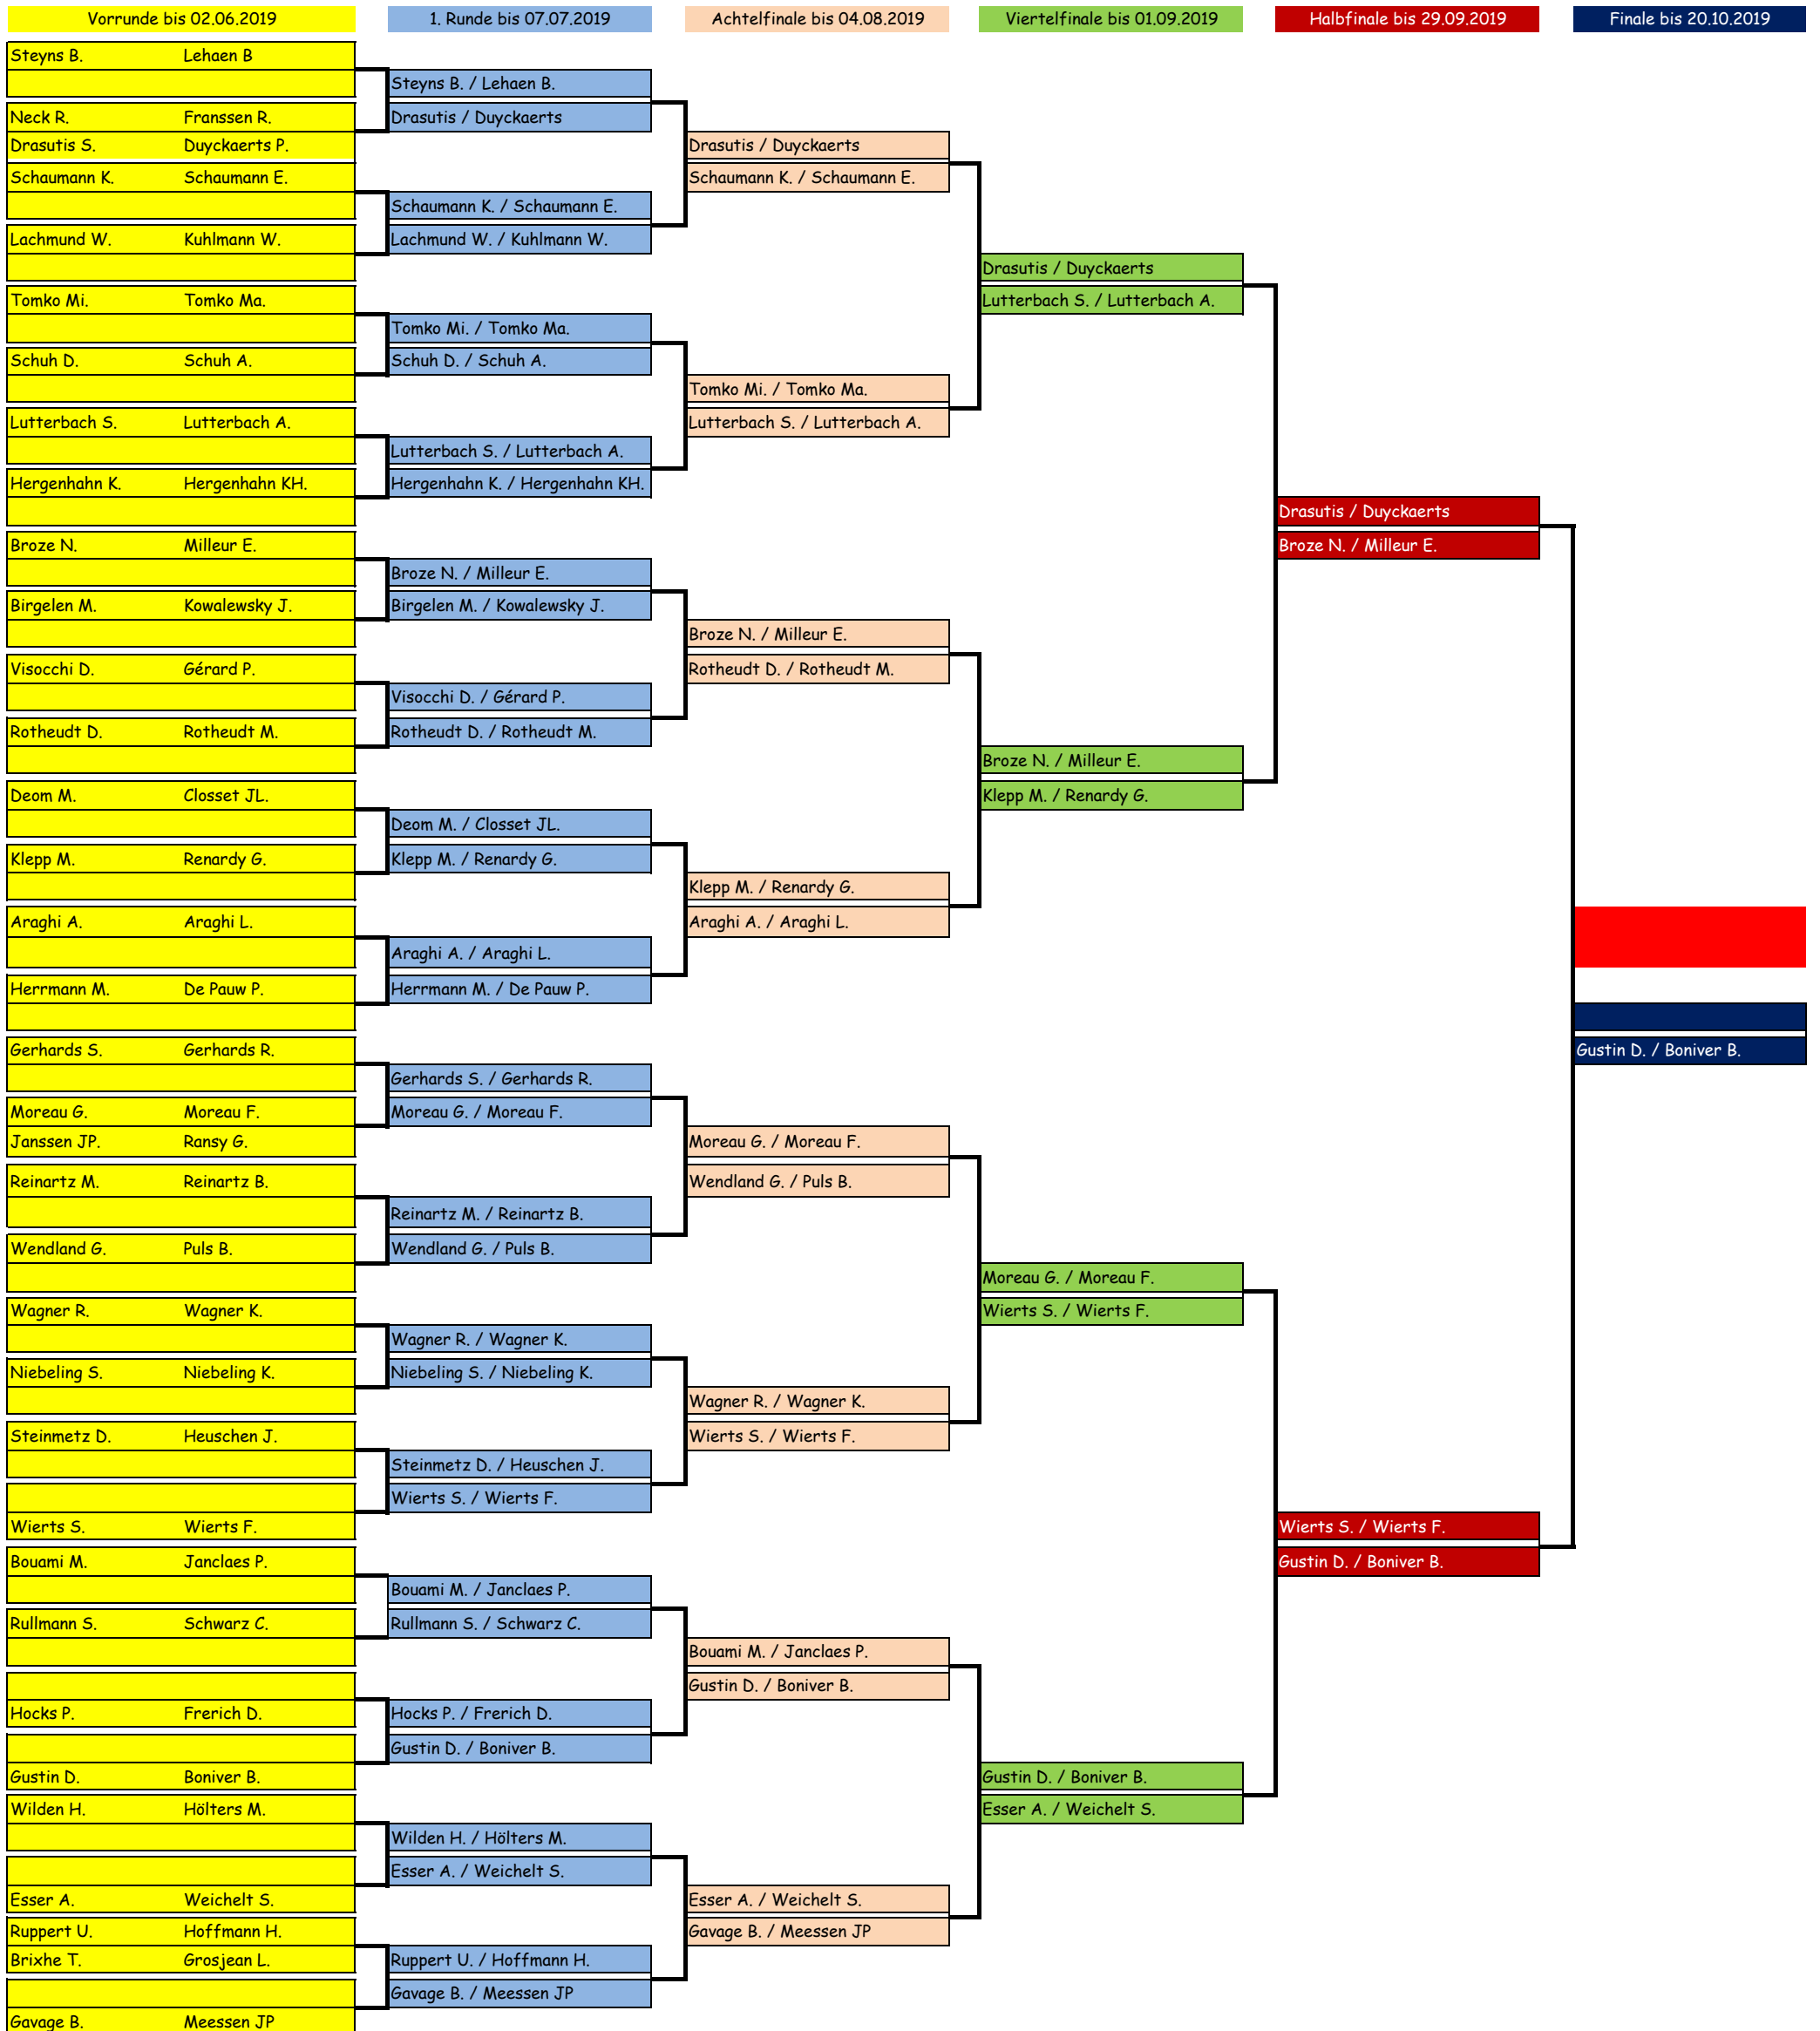 Vorrunde bis 02.06.2019
1. Runde bis 07.07.2019
Achtelfinale bis 04.08.2019
Viertelfinale bis 01.09.2019
Halbfinale bis 29.09.2019
Finale bis 20.10.2019
Steyns B. Lehaen B
Neck R. Franssen R.
Drasutis S. Duyckaerts P.
Schaumann K. Schaumann E.
Lachmund W. Kuhlmann W.
Tomko Mi. Tomko Ma.
Schuh D. Schuh A.
Lutterbach S. Lutterbach A.
Hergenhahn K. Hergenhahn KH.
Broze N. Milleur E.
Birgelen M. Kowalewsky J.
Visocchi D. Gérard P.
Rotheudt D. Rotheudt M.
Deom M. Closset JL.
Klepp M. Renardy G.
Araghi A. Araghi L.
Herrmann M. De Pauw P.
Gerhards S. Gerhards R.
Moreau G. Moreau F.
Janssen JP. Ransy G.
Reinartz M. Reinartz B.
Wendland G. Puls B.
Wagner R. Wagner K.
Niebeling S. Niebeling K.
Steinmetz D. Heuschen J.
Wierts S. Wierts F.
Bouami M. Janclaes P.
Rullmann S. Schwarz C.
Hocks P. Frerich D.
Gustin D. Boniver B.
Wilden H. Hölters M.
Esser A. Weichelt S.
Ruppert U. Hoffmann H.
Brixhe T. Grosjean L.
Gavage B. Meessen JP
Steyns B. / Lehaen B.
Drasutis / Duyckaerts
Schaumann K. / Schaumann E.
Lachmund W. / Kuhlmann W.
Tomko Mi. / Tomko Ma.
Schuh D. / Schuh A.
Lutterbach S. / Lutterbach A.
Hergenhahn K. / Hergenhahn KH.
Broze N. / Milleur E.
Birgelen M. / Kowalewsky J.
Visocchi D. / Gérard P.
Rotheudt D. / Rotheudt M.
Deom M. / Closset JL.
Klepp M. / Renardy G.
Araghi A. / Araghi L.
Herrmann M. / De Pauw P.
Gerhards S. / Gerhards R.
Moreau G. / Moreau F.
Reinartz M. / Reinartz B.
Wendland G. / Puls B.
Wagner R. / Wagner K.
Niebeling S. / Niebeling K.
Steinmetz D. / Heuschen J.
Wierts S. / Wierts F.
Bouami M. / Janclaes P.
Rullmann S. / Schwarz C.
Hocks P. / Frerich D.
Gustin D. / Boniver B.
Wilden H. / Hölters M.
Esser A. / Weichelt S.
Ruppert U. / Hoffmann H.
Gavage B. / Meessen JP
Drasutis / Duyckaerts
Schaumann K. / Schaumann E.
Tomko Mi. / Tomko Ma.
Lutterbach S. / Lutterbach A.
Broze N. / Milleur E.
Rotheudt D. / Rotheudt M.
Klepp M. / Renardy G.
Araghi A. / Araghi L.
Moreau G. / Moreau F.
Wendland G. / Puls B.
Wagner R. / Wagner K.
Wierts S. / Wierts F.
Bouami M. / Janclaes P.
Gustin D. / Boniver B.
Esser A. / Weichelt S.
Gavage B. / Meessen JP
Drasutis / Duyckaerts
Lutterbach S. / Lutterbach A.
Broze N. / Milleur E.
Klepp M. / Renardy G.
Moreau G. / Moreau F.
Wierts S. / Wierts F.
Gustin D. / Boniver B.
Esser A. / Weichelt S.
Drasutis / Duyckaerts
Broze N. / Milleur E.
Wierts S. / Wierts F.
Gustin D. / Boniver B.
Gustin D. / Boniver B.